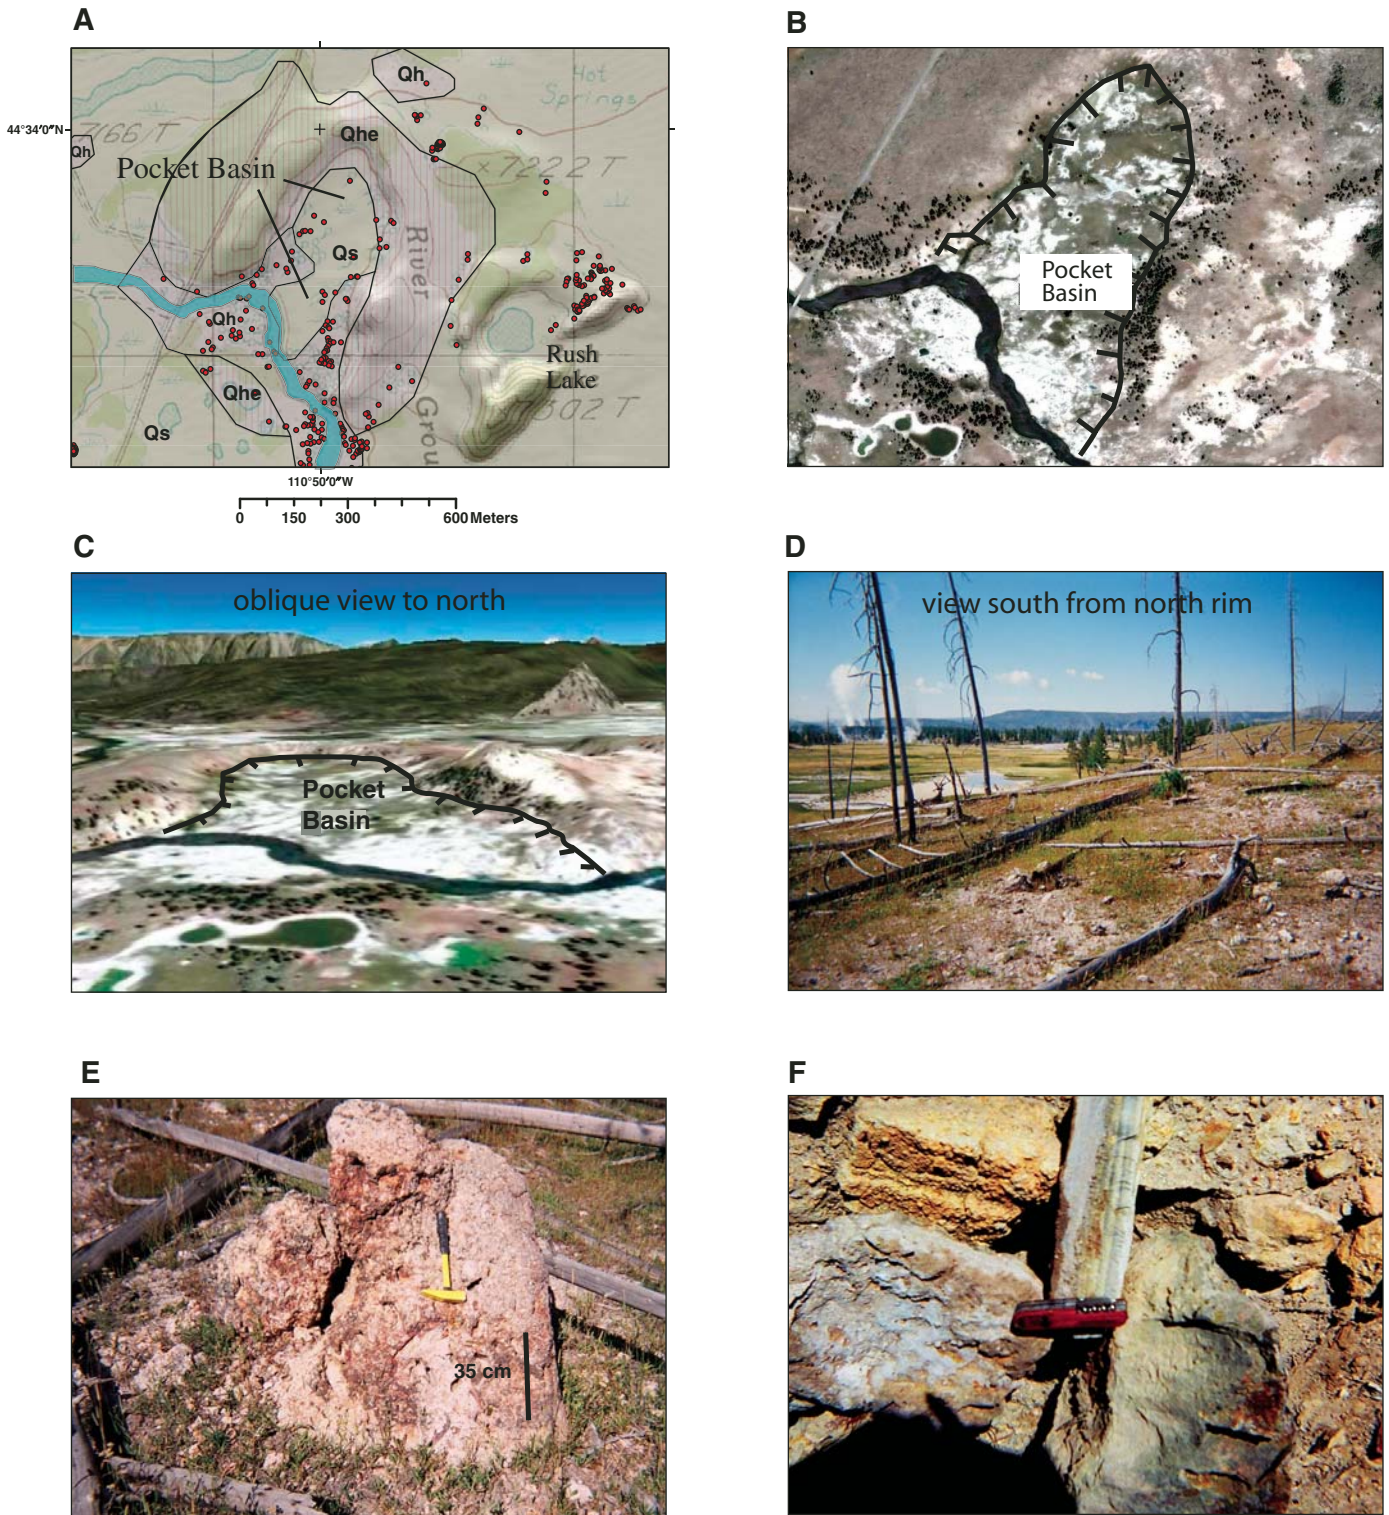 A
Qh
Hot
Springs
44°34′0″N
7166 T
Qhe
Qh
Pocket Basin
x 7222 T
River
Qs
Qh
Rush
Lake
Qhe
7302 T
Grou
Qs
110°50′0″W
0 150 300 600 Meters
B
Pocket
Basin
C
oblique view to north
Pocket
Basin
D
view south from north rim
E
35 cm
F